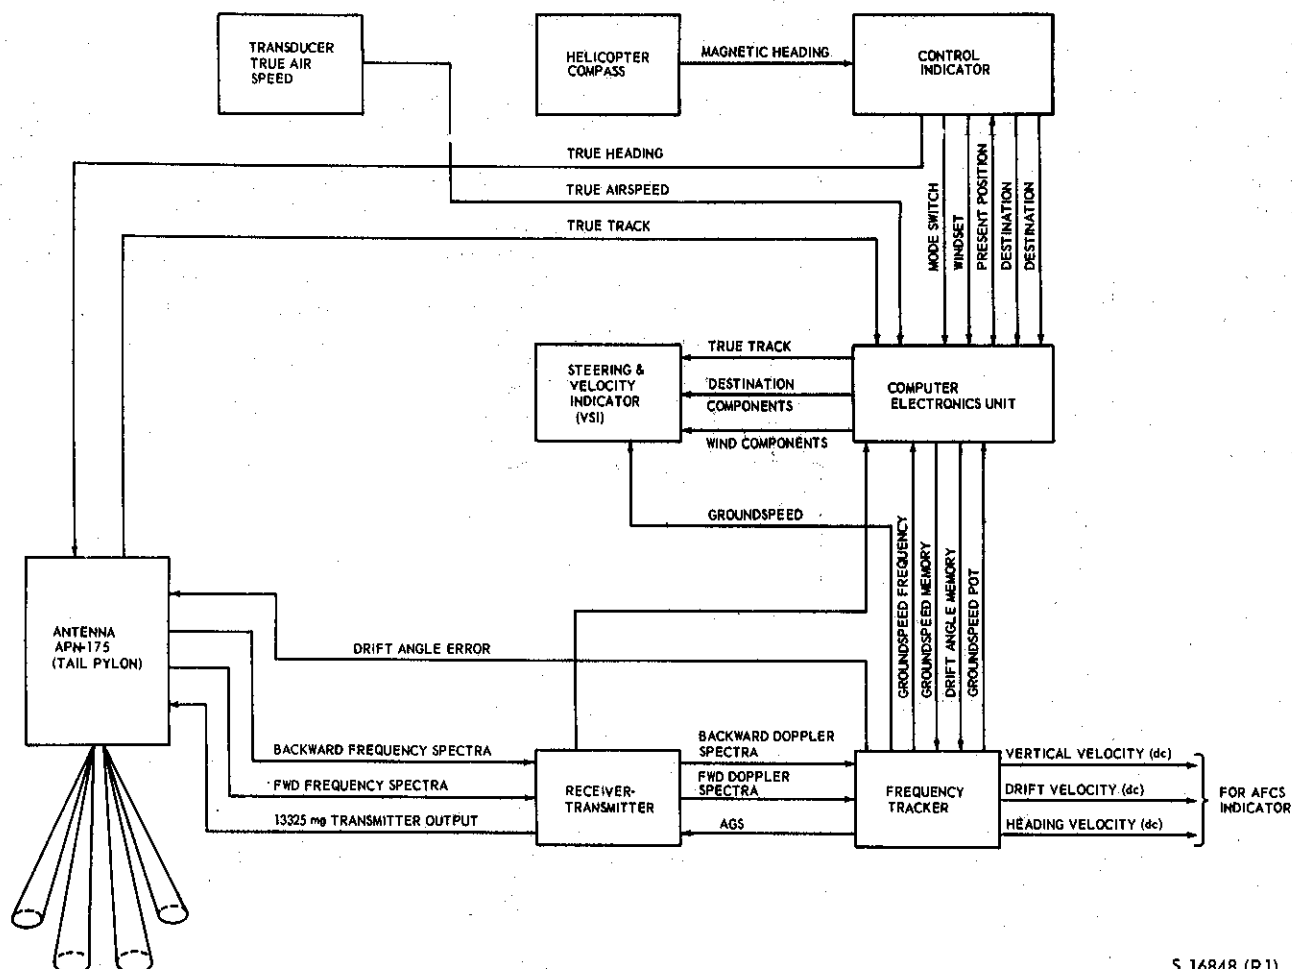 TRANSDUCER
TRUE AIR
SPEED
HELICOPTER
COMPASS
MAGNETIC HEADING
CONTROL
INDICATOR
TRUE HEADING
TRUE AIRSPEED
TRUE TRACK
MODE SWITCH
WINDSET
PRESENT POSITION
DESTINATION
DESTINATION
STEERING &
VELOCITY
INDICATOR
(VSI)
TRUE TRACK
DESTINATION
COMPONENTS
WIND COMPONENTS
COMPUTER
ELECTRONICS UNIT
GROUNDSPEED
GROUNDSPEED FREQUENCY
GROUNDSPEED MEMORY
DRIFT ANGLE MEMORY
GROUNDSPEED POT
ANTENNA
APN-175
(TAIL PYLON)
DRIFT ANGLE ERROR
BACKWARD FREQUENCY SPECTRA
FWD FREQUENCY SPECTRA
13325 mg TRANSMITTER OUTPUT
RECEIVER-
TRANSMITTER
BACKWARD DOPPLER
SPECTRA
FWD DOPPLER
SPECTRA
AGS
FREQUENCY
TRACKER
VERTICAL VELOCITY (dc)
DRIFT VELOCITY (dc)
HEADING VELOCITY (dc)
FOR AFCS
INDICATOR
S 16848 (R1)